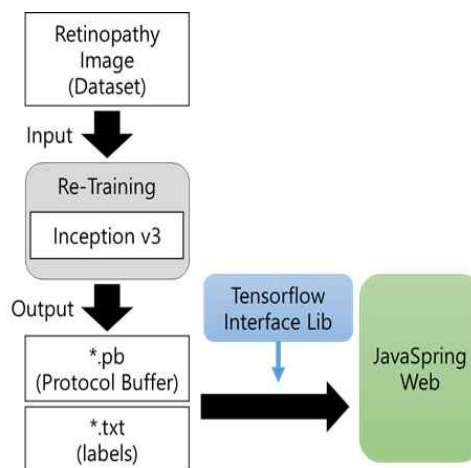 Retinopathy
Image
(Dataset)
Input
Re-Training
Inception v3
Output
*.pb
(Protocol Buffer)
*.txt
(labels)
Tensorflow
Interface Lib
JavaSpring
Web